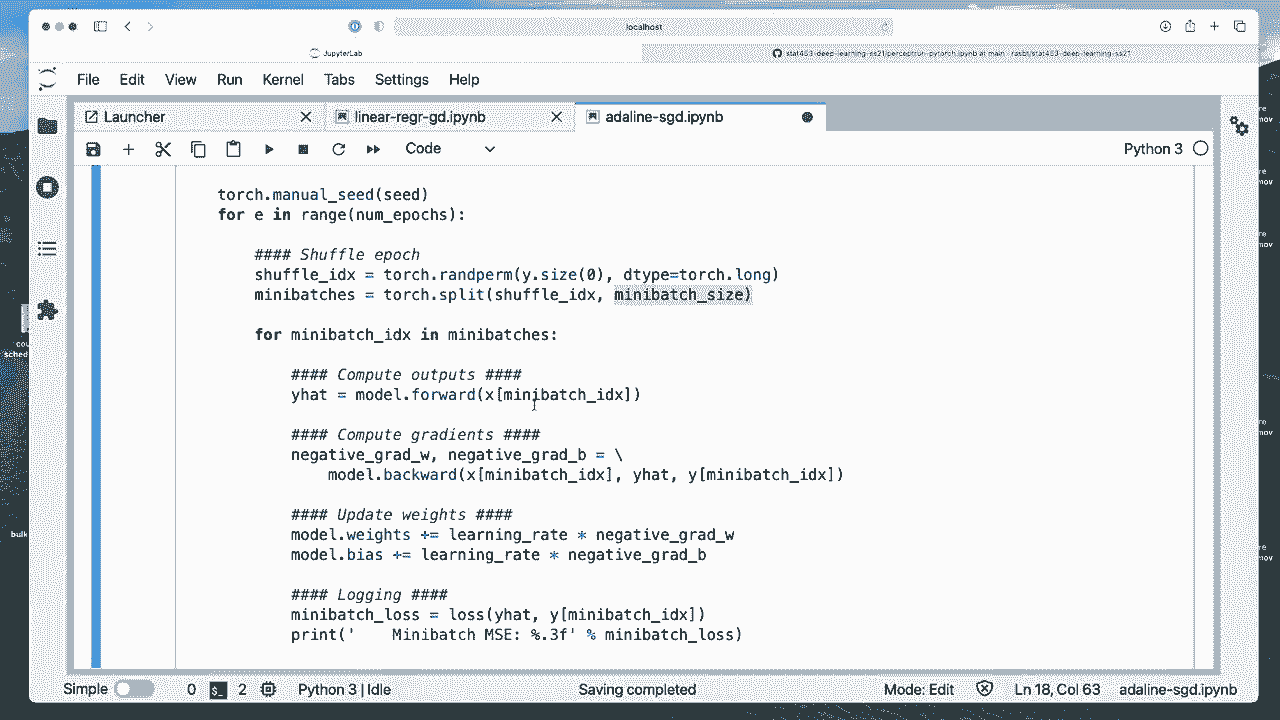 localhost
JupyterLab
stat453-deep-learning-ss21/perceptron-pytorch.ipynb at main · rasbt/stat453-deep-learning-ss21
File Edit View Run Kernel Tabs Settings Help
Launcher
linear-regr-gd.ipynb
adaline-sgd.ipynb
Code
Python 3
torch.manual_seed(seed)
for e in range(num_epochs):
#### Shuffle epoch
shuffle_idx = torch.randperm(y.size(0), dtype=torch.long)
minibatches = torch.split(shuffle_idx, minibatch_size)
for minibatch_idx in minibatches:
#### Compute outputs ####
yhat = model.forward(x[minibatch_idx])
#### Compute gradients ####
negative_grad_w, negative_grad_b = \
model.backward(x[minibatch_idx], yhat, y[minibatch_idx])
#### Update weights ####
model.weights += learning_rate * negative_grad_w
model.bias += learning_rate * negative_grad_b
#### Logging ####
minibatch_loss = loss(yhat, y[minibatch_idx])
print('    Minibatch MSE: %.3f' % minibatch_loss)
Simple 0 $_ 2 Python 3 | Idle Saving completed Mode: Edit Ln 18, Col 63 adaline-sgd.ipynb